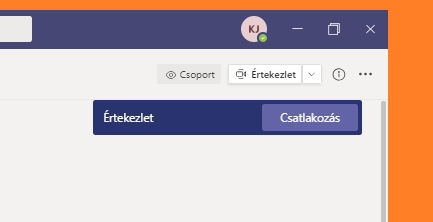 KJ
Csoport
Értekezlet
Értekezlet
Csatlakozás